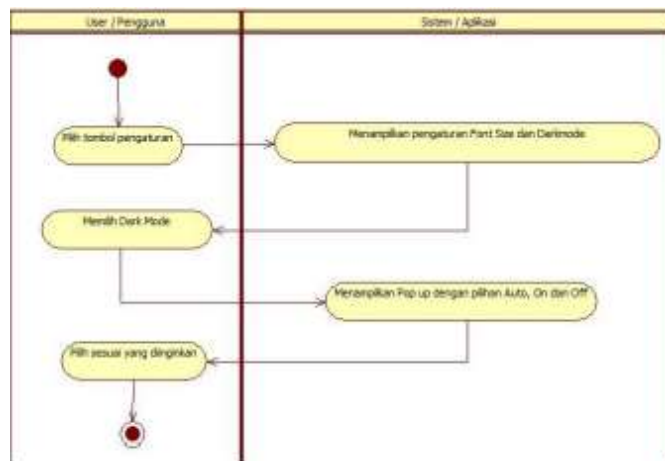 User / Pengguna
Sistem / Aplikasi
Pilih tombol pengaturan
Menampilkan pengaturan Font Size dan Darkmode
Memilih Dark Mode
Menampilkan Pop up dengan pilihan Auto, On dan Off
Pilih sesuai yang diinginkan